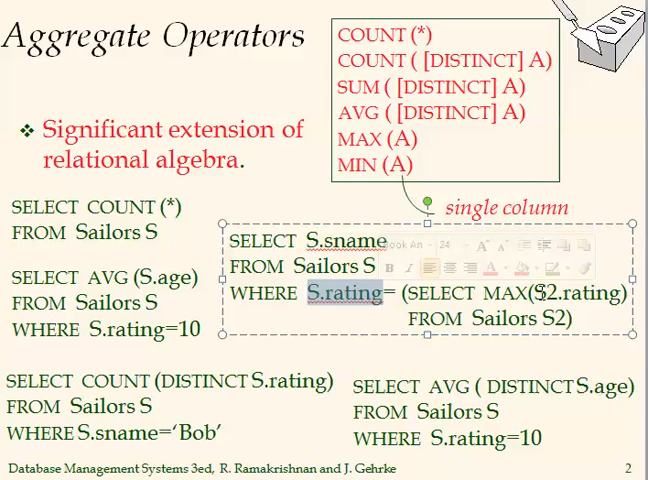 Aggregate Operators
COUNT (*)
COUNT ( [DISTINCT] A)
SUM ( [DISTINCT] A)
AVG ( [DISTINCT] A)
MAX (A)
MIN (A)
❖ Significant extension of
relational algebra.
single column
SELECT COUNT (*)
FROM Sailors S
SELECT S.sname
FROM Sailors S
WHERE S.rating= (SELECT MAX(S2.rating)
FROM Sailors S2)
SELECT AVG (S.age)
FROM Sailors S
WHERE S.rating=10
SELECT COUNT (DISTINCT S.rating)
FROM Sailors S
WHERE S.sname=‘Bob’
SELECT AVG ( DISTINCT S.age)
FROM Sailors S
WHERE S.rating=10
Database Management Systems 3ed, R. Ramakrishnan and J. Gehrke
2